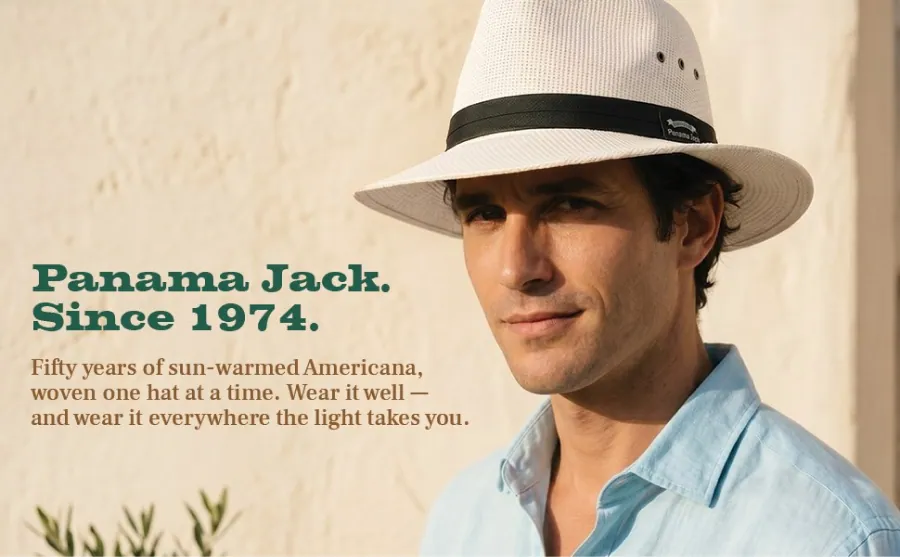 Panama Jack
Panama Jack.
Since 1974.
Fifty years of sun-warmed Americana,
woven one hat at a time. Wear it well —
and wear it everywhere the light takes you.